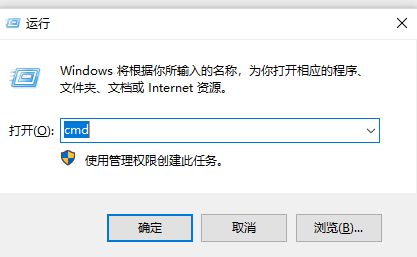 运行
Windows 将根据你所输入的名称，为你打开相应的程序、
文件夹、文档或 Internet 资源。
打开(O): cmd
使用管理权限创建此任务。
确定 取消 浏览(B)...